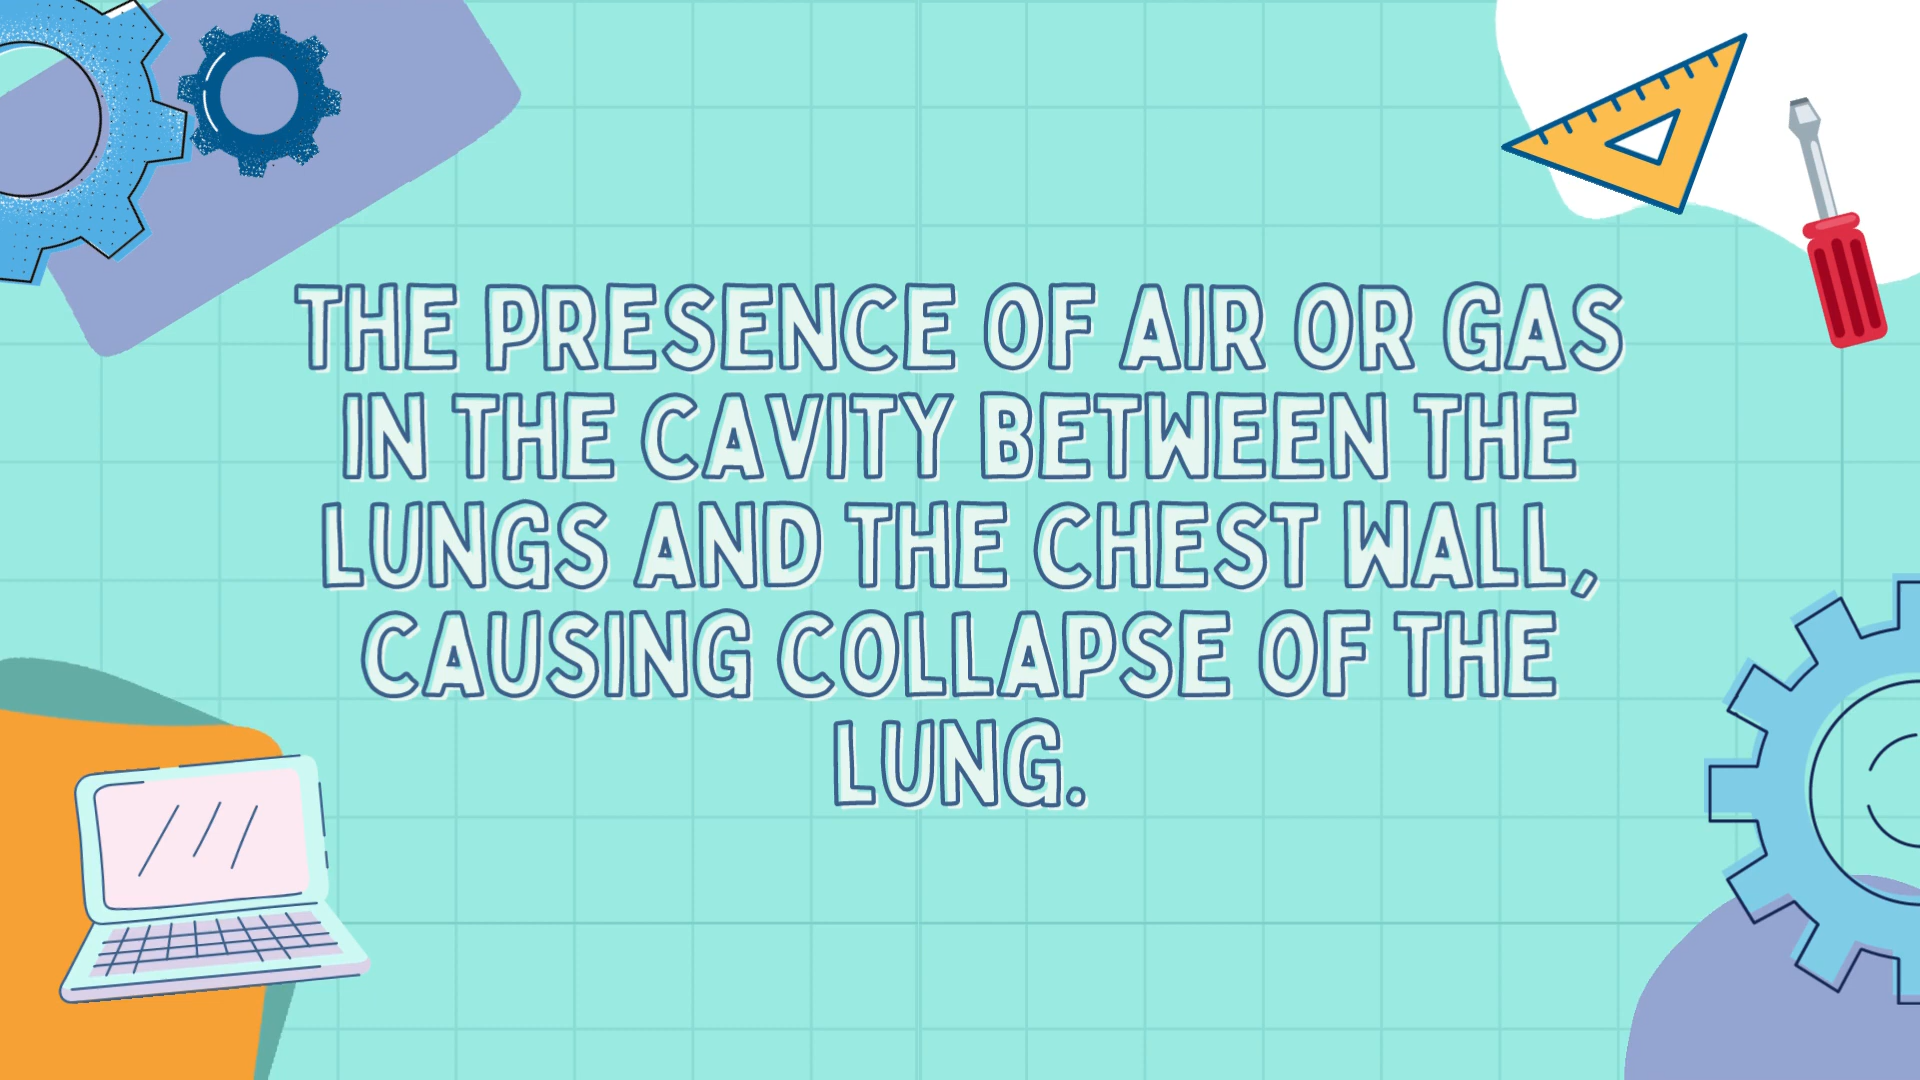 THE PRESENCE OF AIR OR GAS
IN THE CAVITY BETWEEN THE
LUNGS AND THE CHEST WALL,
CAUSING COLLAPSE OF THE
LUNG.